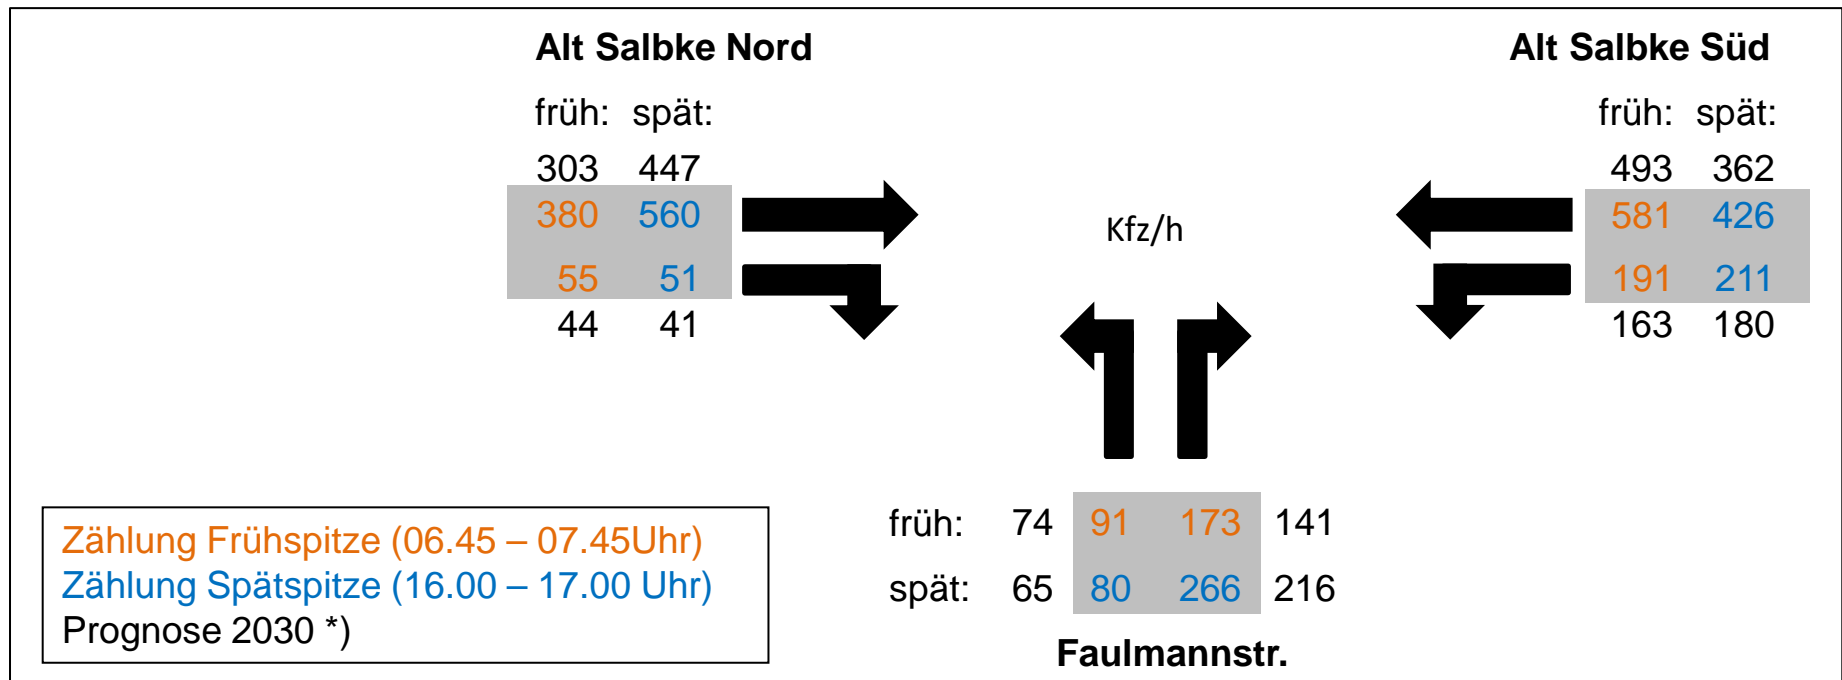 Alt Salbke Nord Alt Salbke Süd
früh: spät: früh: spät:
303 447 493 362
380 560 581 426
Kfz/h
55 51 191 211
44 41 163 180
früh: 74 91 173 141
spät: 65 80 266 216
Faulmannstr.
Zählung Frühspitze (06.45 – 07.45Uhr)
Zählung Spätspitze (16.00 – 17.00 Uhr)
Prognose 2030 *)